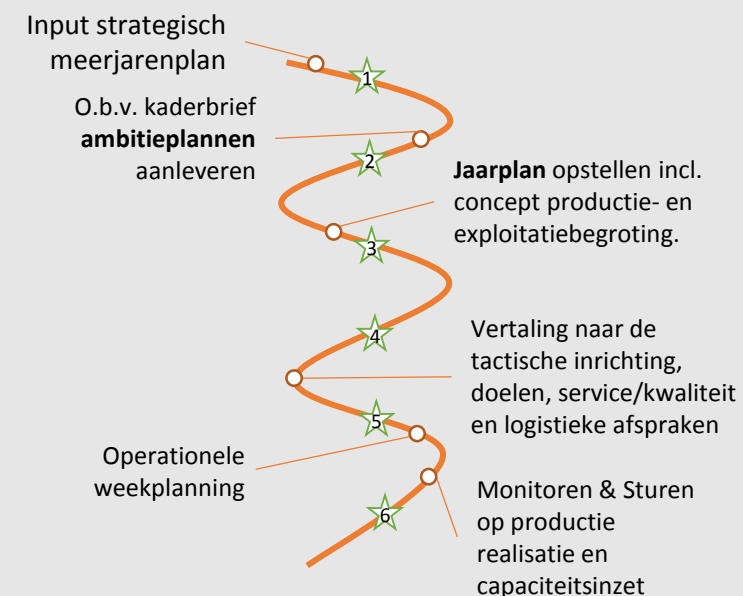 Input strategisch
meerjarenplan
1
O.b.v. kaderbrief
ambitieplannen
aanleveren
2
Jaarplan opstellen incl.
concept productie- en
exploitatiebegroting.
3
4
Vertaling naar de
tactische inrichting,
doelen, service/kwaliteit
en logistieke afspraken
5
Operationele
weekplanning
Monitoren & Sturen
op productie
realisatie en
capaciteitsinzet
6